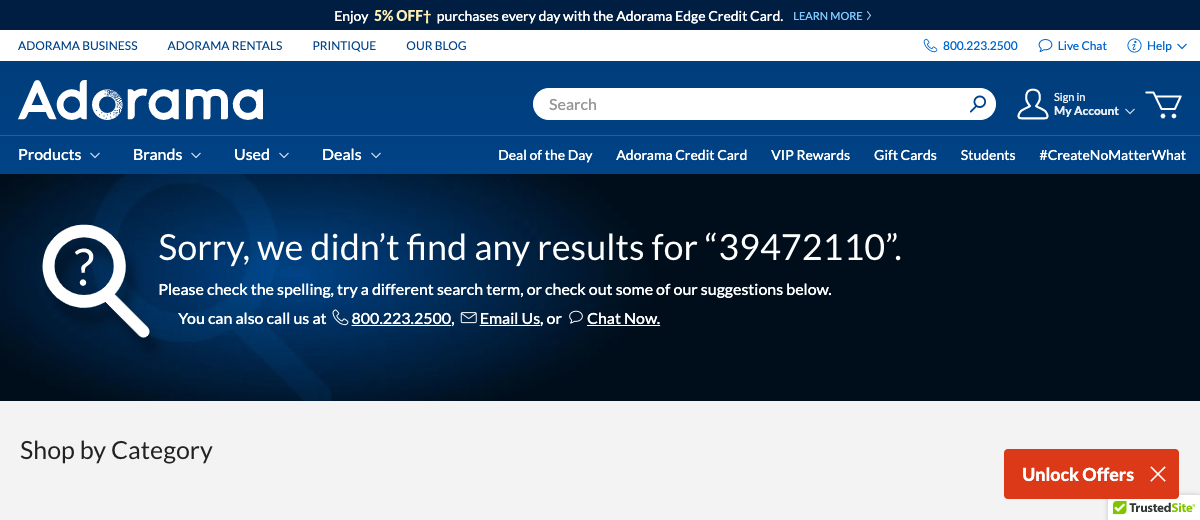 Enjoy 5% OFF† purchases every day with the Adorama Edge Credit Card. LEARN MORE
ADORAMA BUSINESS ADORAMA RENTALS PRINTIQUE OUR BLOG 800.223.2500 Live Chat Help
Adorama Search Sign in
My Account
Products Brands Used Deals Deal of the Day Adorama Credit Card VIP Rewards Gift Cards Students #CreateNoMatterWhat
? Sorry, we didn't find any results for “39472110”.
Please check the spelling, try a different search term, or check out some of our suggestions below.
You can also call us at 800.223.2500, Email Us, or Chat Now.
Shop by Category
Unlock Offers
TrustedSite